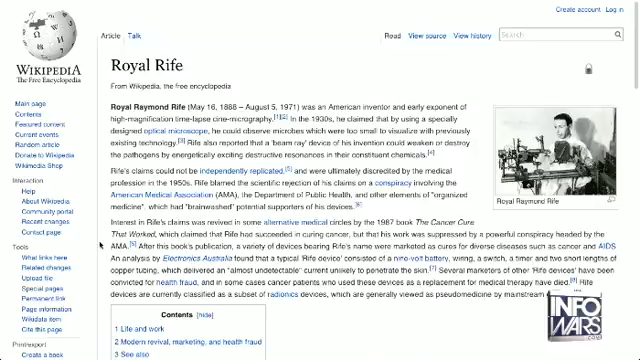 Create account Log in
Article Talk Read View source View history Search
WIKIPEDIA
The Free Encyclopedia
Royal Rife
From Wikipedia, the free encyclopedia
Main page
Contents
Featured content
Current events
Random article
Donate to Wikipedia
Wikimedia Shop
Interaction
Help
About Wikipedia
Community portal
Recent changes
Contact page
Tools
What links here
Related changes
Upload file
Special pages
Permanent link
Page information
Wikidata item
Cite this page
Print/export
Create a book
Royal Raymond Rife (May 16, 1888 – August 5, 1971) was an American inventor and early exponent of
high-magnification time-lapse cine-micrography.[1][2] In the 1930s, he claimed that by using a specially
designed optical microscope, he could observe microbes which were too small to visualize with previously
existing technology.[3] Rife also reported that a 'beam ray' device of his invention could weaken or destroy
the pathogens by energetically exciting destructive resonances in their constituent chemicals.[4]
Rife's claims could not be independently replicated,[5] and were ultimately discredited by the medical
profession in the 1950s. Rife blamed the scientific rejection of his claims on a conspiracy involving the
American Medical Association (AMA), the Department of Public Health, and other elements of "organized
medicine", which had "brainwashed" potential supporters of his devices.[6]
Interest in Rife's claims was revived in some alternative medical circles by the 1987 book The Cancer Cure
That Worked, which claimed that Rife had succeeded in curing cancer, but that his work was suppressed by a powerful conspiracy headed by the
AMA.[5] After this book's publication, a variety of devices bearing Rife's name were marketed as cures for diverse diseases such as cancer and AIDS
An analysis by Electronics Australia found that a typical 'Rife device' consisted of a nine-volt battery, wiring, a switch, a timer and two short lengths of
copper tubing, which delivered an "almost undetectable" current unlikely to penetrate the skin.[7] Several marketers of other 'Rife devices' have been
convicted for health fraud, and in some cases cancer patients who used these devices as a replacement for medical therapy have died.[8] Rife
devices are currently classified as a subset of radionics devices, which are generally viewed as pseudomedicine by mainstream
Royal Raymond Rife
Contents [hide]
1 Life and work
2 Modern revival, marketing, and health fraud
3 See also
INFO
WARS
.com